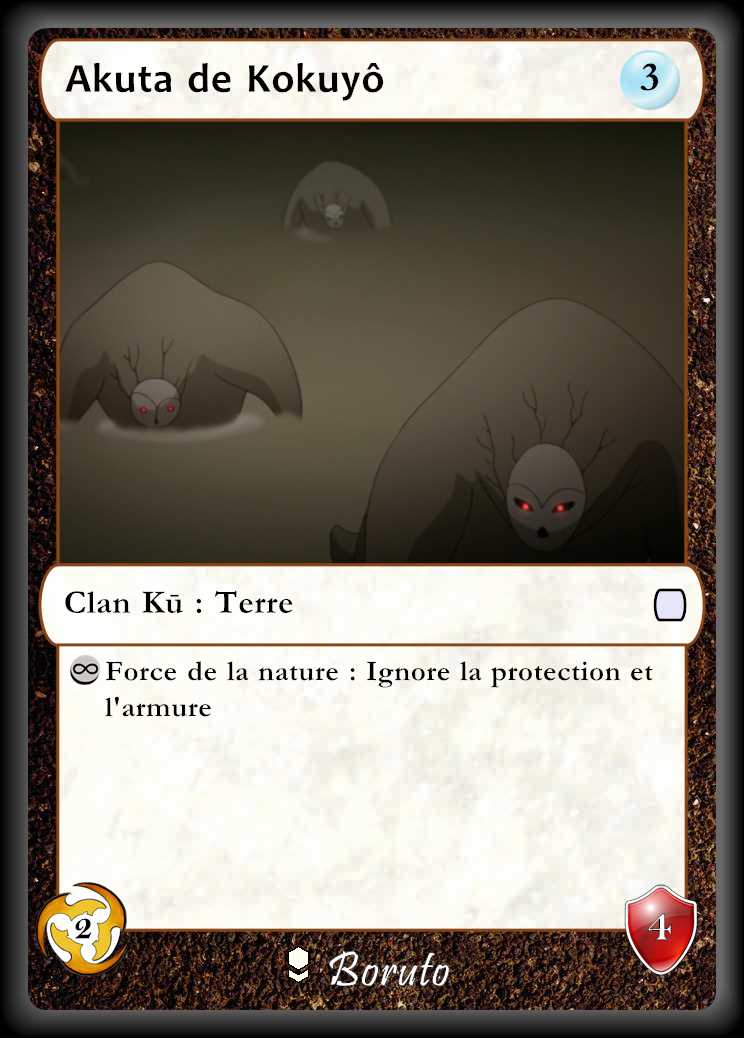 Akuta de Kokuyô
3
Clan Kū : Terre
∞ Force de la nature : Ignore la protection et
l'armure
2
4
Boruto